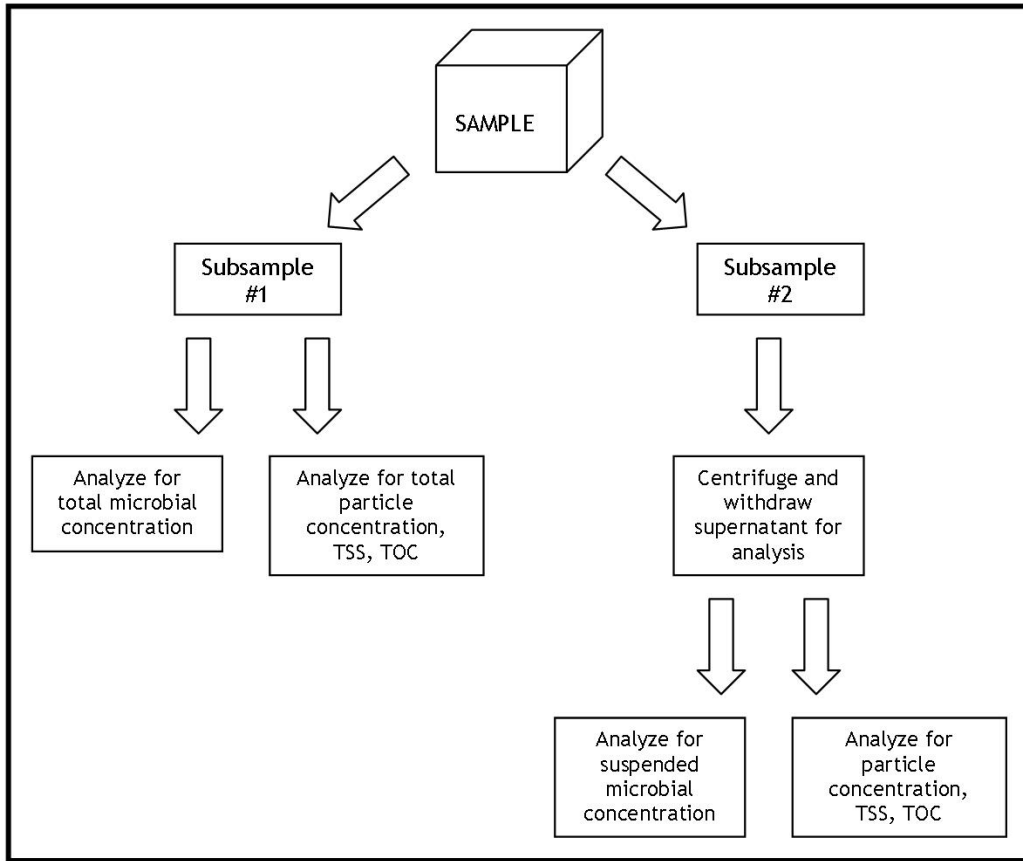 SAMPLE
Subsample
#1
Subsample
#2
Analyze for
total microbial
concentration
Analyze for total
particle
concentration,
TSS, TOC
Centrifuge and
withdraw
supernatant for
analysis
Analyze for
suspended
microbial
concentration
Analyze for
particle
concentration,
TSS, TOC